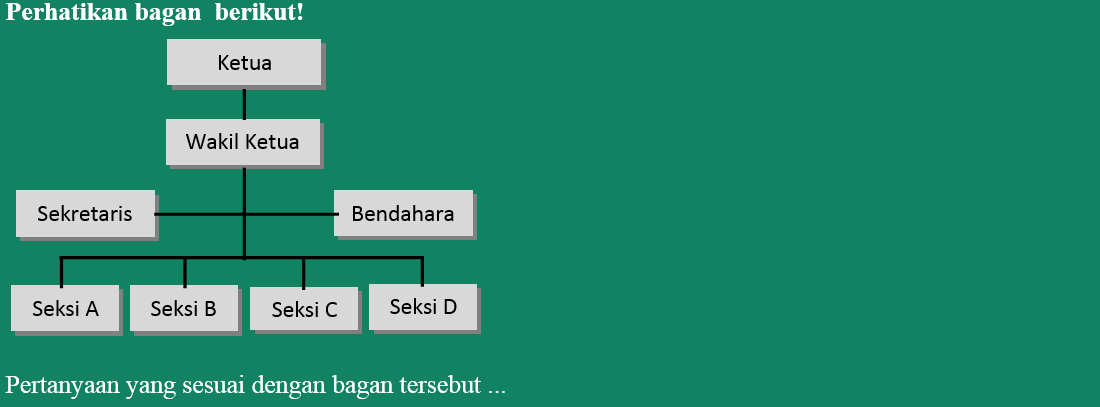 Perhatikan bagan  berikut!
Ketua
Wakil Ketua
Sekretaris
Bendahara
Seksi A
Seksi B
Seksi C
Seksi D
Pertanyaan yang sesuai dengan bagan tersebut ...